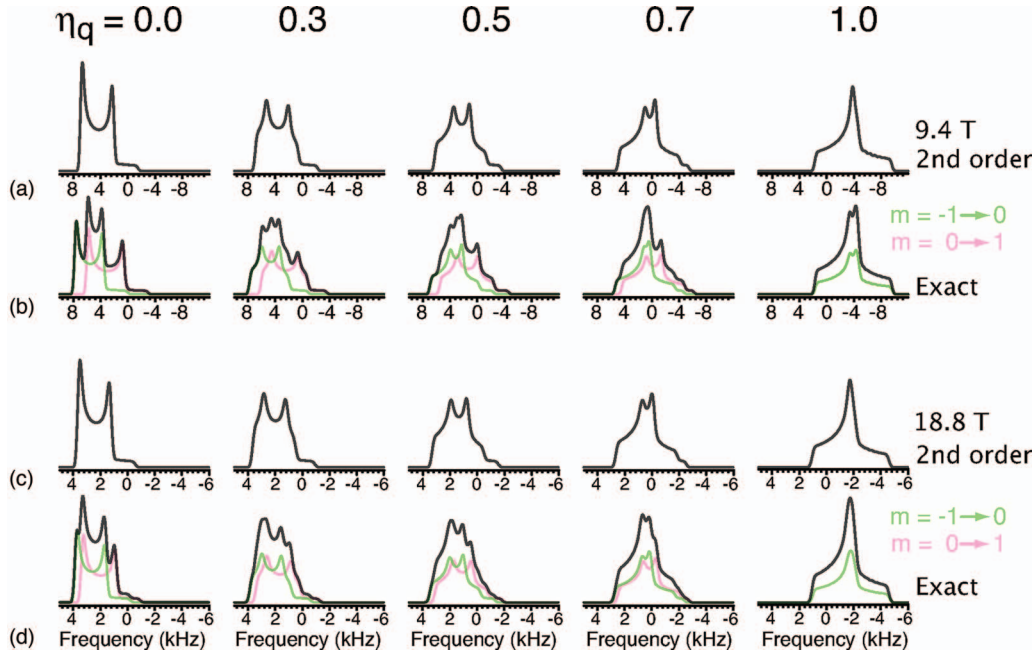 ηq = 0.0 0.3 0.5 0.7 1.0
9.4 T
2nd order
(a)
8 4 0 -4 -8 8 4 0 -4 -8 8 4 0 -4 -8 8 4 0 -4 -8 8 4 0 -4 -8
m = -1→0
m = 0→1
Exact
(b)
8 4 0 -4 -8 8 4 0 -4 -8 8 4 0 -4 -8 8 4 0 -4 -8 8 4 0 -4 -8
18.8 T
2nd order
(c)
4 2 0 -2 -4 -6 4 2 0 -2 -4 -6 4 2 0 -2 -4 -6 4 2 0 -2 -4 -6 4 2 0 -2 -4 -6
m = -1→0
m = 0→1
Exact
4 2 0 -2 -4 -6 4 2 0 -2 -4 -6 4 2 0 -2 -4 -6 4 2 0 -2 -4 -6 4 2 0 -2 -4 -6
(d) Frequency (kHz) Frequency (kHz) Frequency (kHz) Frequency (kHz) Frequency (kHz)